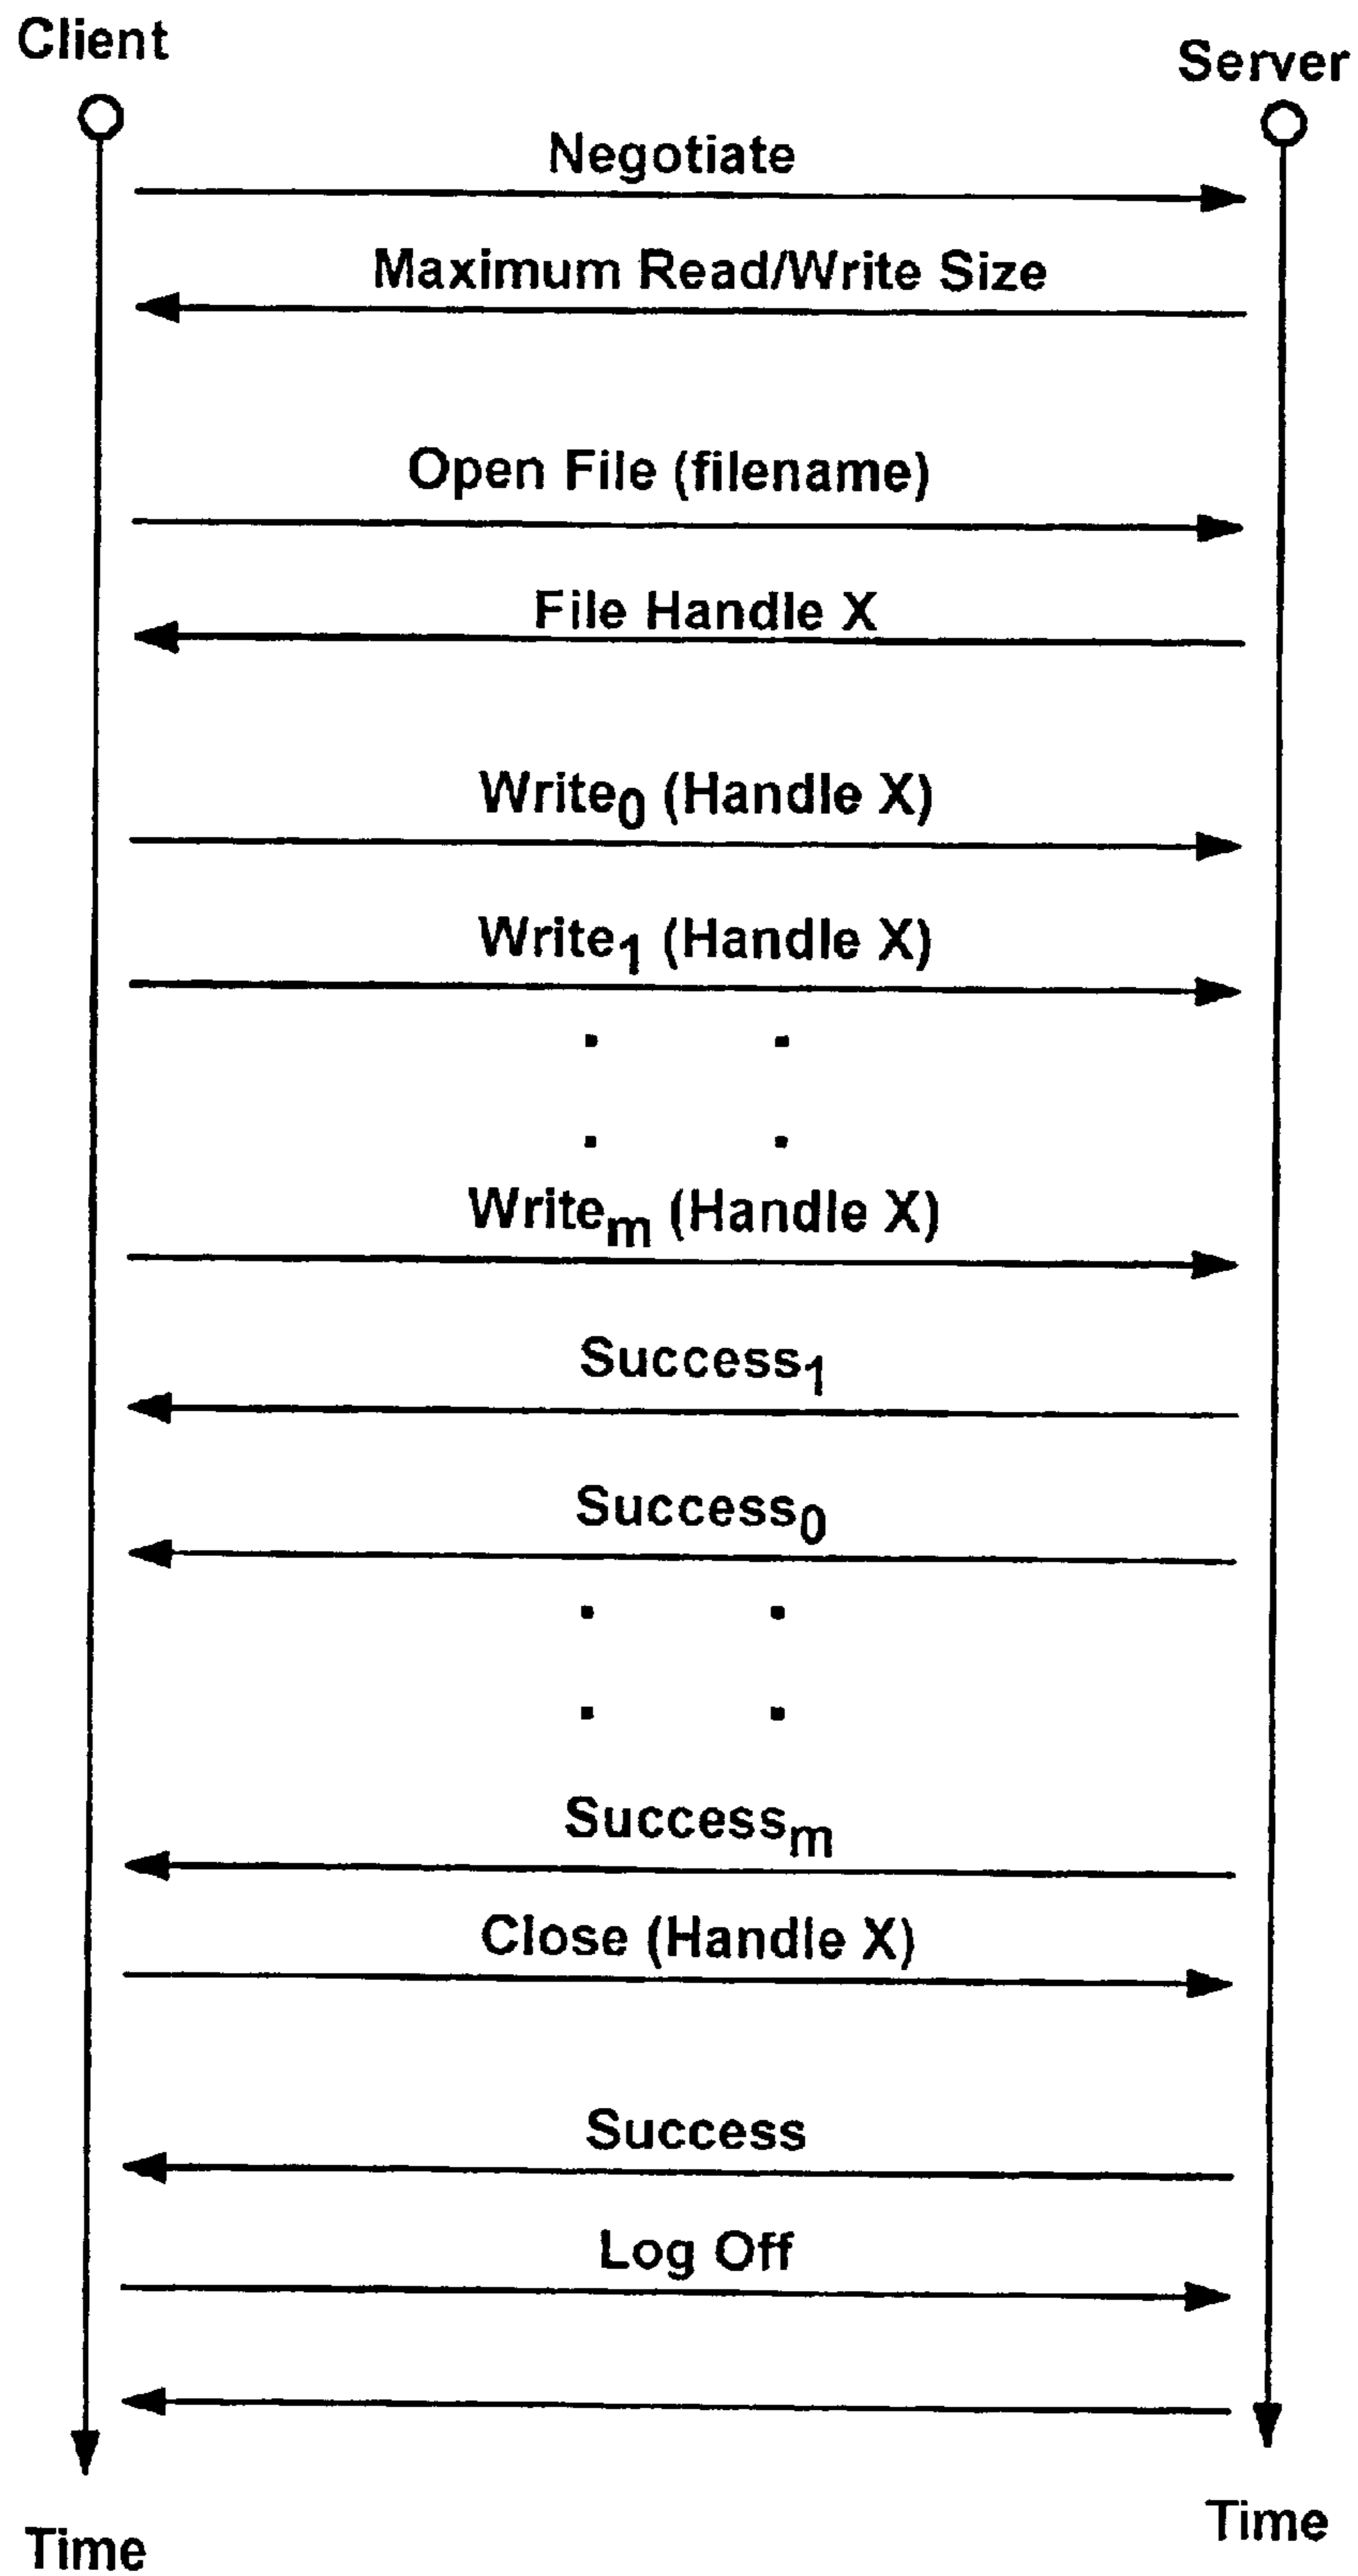 Client
Server
Negotiate
Maximum Read/Write Size
Open File (filename)
File Handle X
Write0 (Handle X)
Write1 (Handle X)
Writem (Handle X)
Success1
Success0
Successm
Close (Handle X)
Success
Log Off
Time
Time